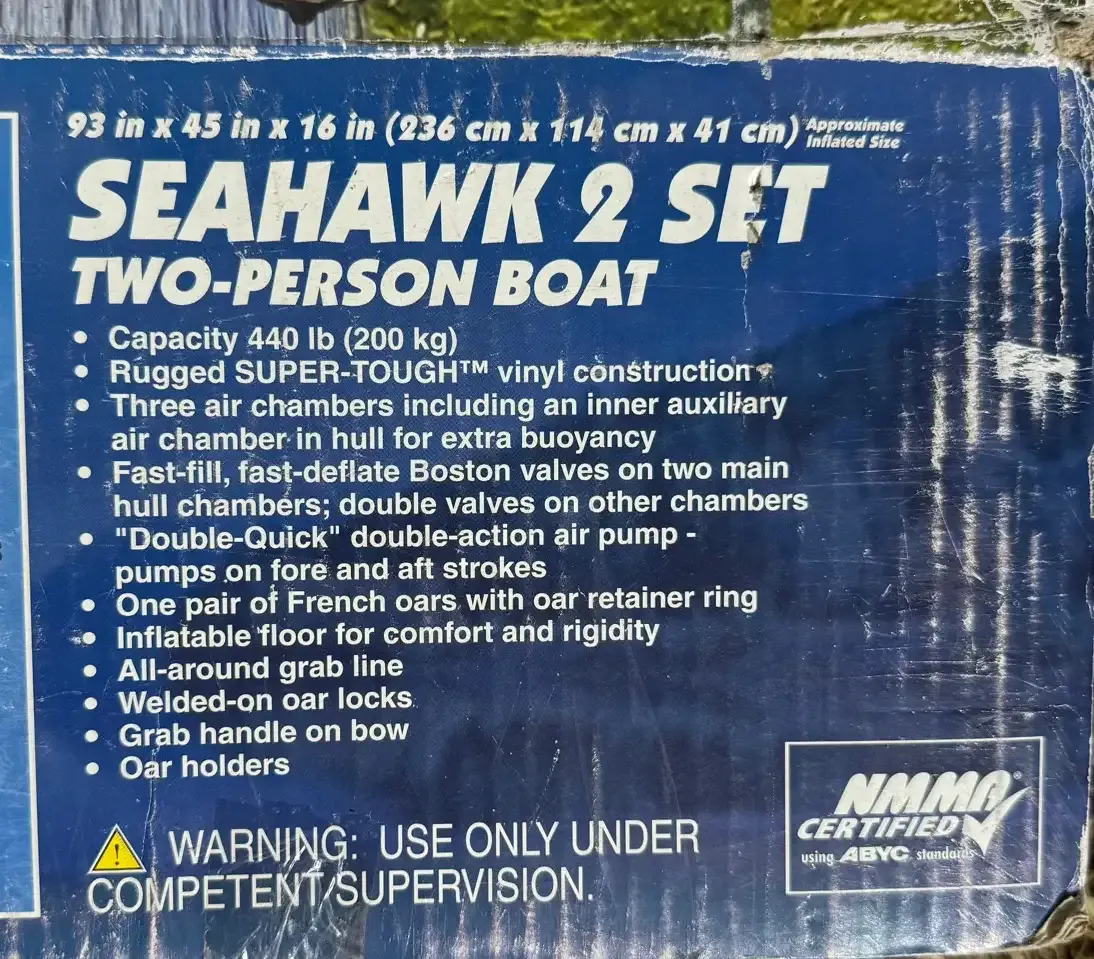 93 in x 45 in x 16 in (236 cm x 114 cm x 41 cm) Approximate Inflated Size
SEAHAWK 2 SET
TWO-PERSON BOAT
• Capacity 440 lb (200 kg)
• Rugged SUPER-TOUGH™ vinyl construction
• Three air chambers including an inner auxiliary
air chamber in hull for extra buoyancy
• Fast-fill, fast-deflate Boston valves on two main
hull chambers; double valves on other chambers
• "Double-Quick" double-action air pump -
pumps on fore and aft strokes
• One pair of French oars with oar retainer ring
• Inflatable floor for comfort and rigidity
• All-around grab line
• Welded-on oar locks
• Grab handle on bow
• Oar holders
WARNING: USE ONLY UNDER
COMPETENT SUPERVISION.
NMMA®
CERTIFIED
using ABYC standards